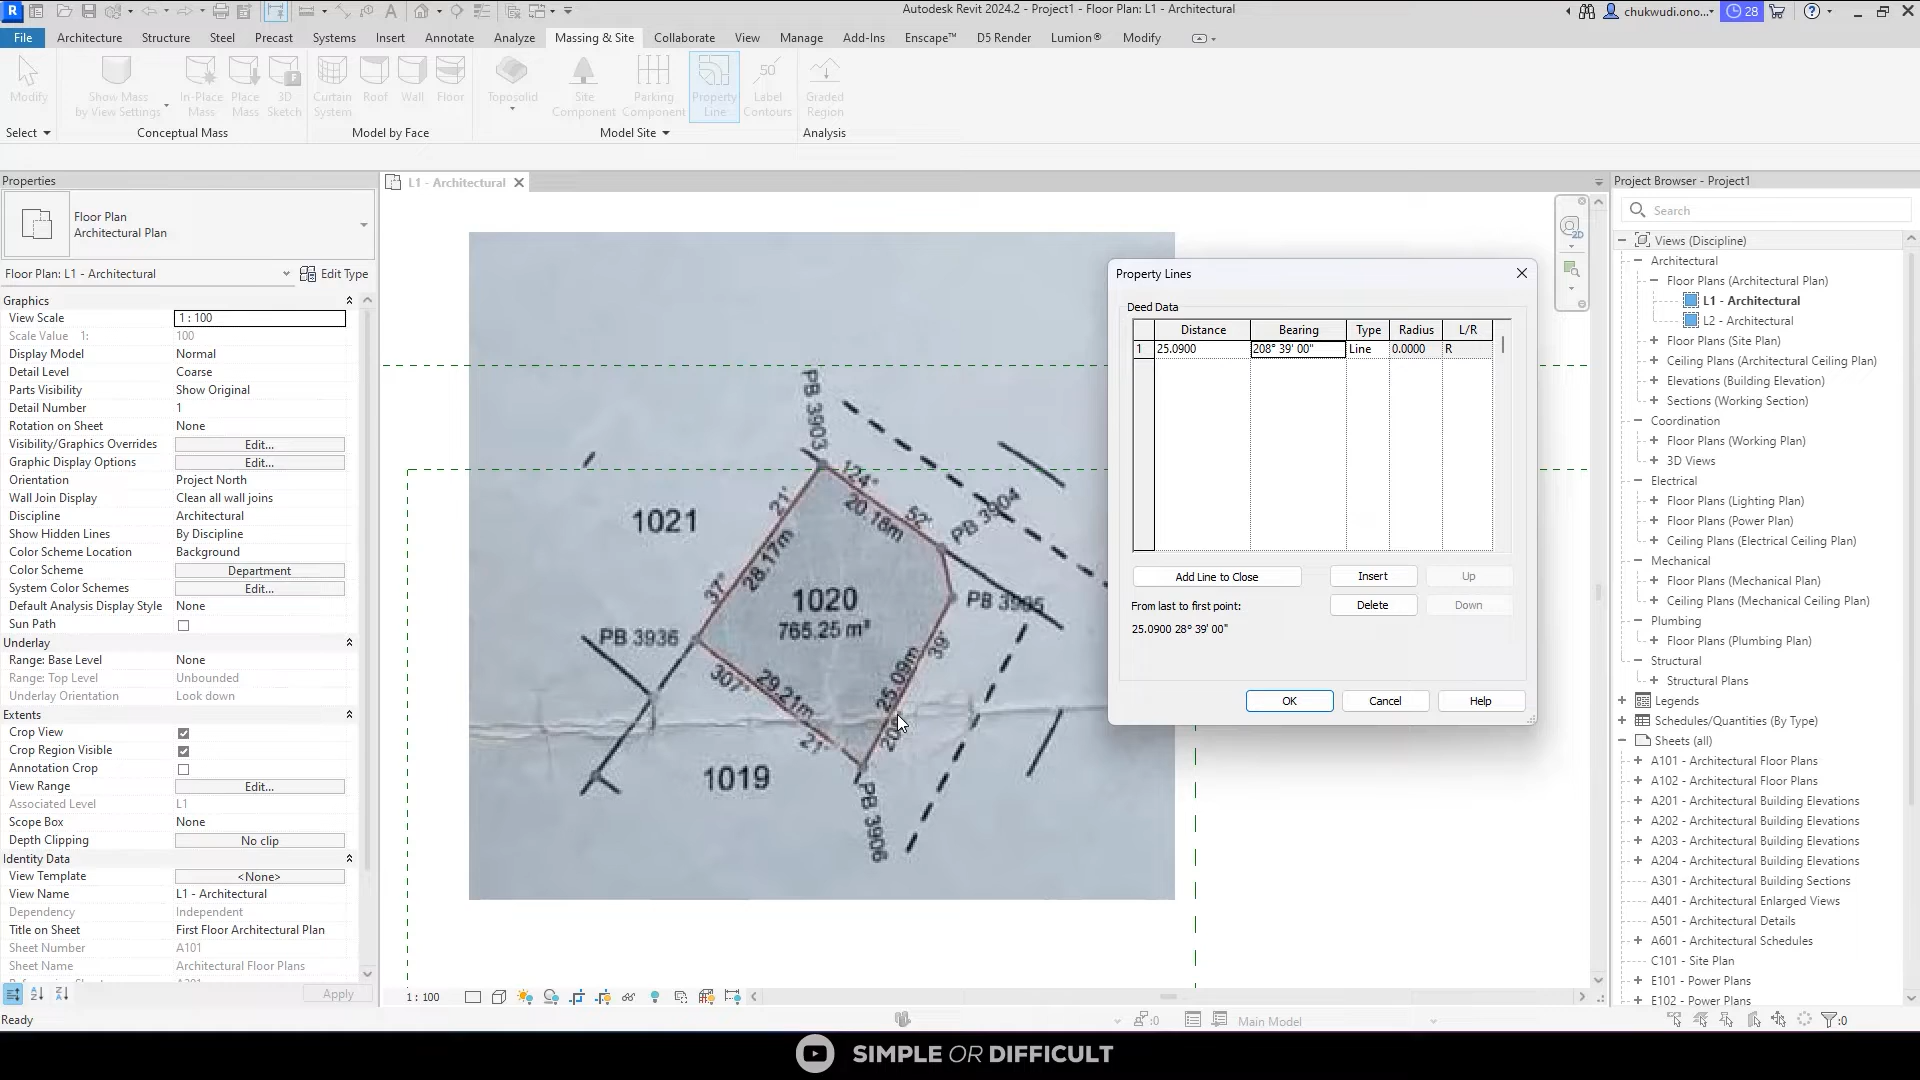 Autodesk Revit 2024.2 - Project1 - Floor Plan: L1 - Architectural
chukwudi.ono...
28
File Architecture Structure Steel Precast Systems Insert Annotate Analyze Massing & Site Collaborate View Manage Add-Ins Enscape™ D5 Render Lumion® Modify
Modify
Show Mass
by View Settings
In-Place
Mass
Place
Mass
3D
Sketch
Curtain
System
Roof
Wall
Floor
Toposolid
Site
Component
Parking
Component
Property
Line
Label
Contours
Graded
Region
Select
Conceptual Mass
Model by Face
Model Site
Analysis
Properties
Floor Plan
Architectural Plan
Floor Plan: L1 - Architectural
Edit Type
Graphics
View Scale 1 : 100
Scale Value 1: 100
Display Model Normal
Detail Level Coarse
Parts Visibility Show Original
Detail Number 1
Rotation on Sheet None
Visibility/Graphics Overrides Edit...
Graphic Display Options Edit...
Orientation Project North
Wall Join Display Clean all wall joins
Discipline Architectural
Show Hidden Lines By Discipline
Color Scheme Location Background
Color Scheme Department
System Color Schemes Edit...
Default Analysis Display Style None
Sun Path
Underlay
Range: Base Level None
Range: Top Level Unbounded
Underlay Orientation Look down
Extents
Crop View
Crop Region Visible
Annotation Crop
View Range Edit...
Associated Level L1
Scope Box None
Depth Clipping No clip
Identity Data
View Template <None>
View Name L1 - Architectural
Dependency Independent
Title on Sheet First Floor Architectural Plan
Sheet Number A101
Sheet Name Architectural Floor Plans
Apply
Ready
L1 - Architectural
PB 3903
124°
20.18m
52'
PB 3904
21'
28.17m
37°
1021
1020
765.25 m²
PB 3905
PB 3936
39'
25.09m
307°
29.21m
21'
1019
PB 3906
Property Lines
Deed Data
Distance Bearing Type Radius L/R
1 25.0900 208° 39' 00" Line 0.0000 R
Add Line to Close
Insert
Up
From last to first point:
Delete
Down
25.0900 28° 39' 00"
OK
Cancel
Help
2D
1 : 100
:0
Main Model
:0
Project Browser - Project1
Search
Views (Discipline)
Architectural
Floor Plans (Architectural Plan)
L1 - Architectural
L2 - Architectural
Floor Plans (Site Plan)
Ceiling Plans (Architectural Ceiling Plan)
Elevations (Building Elevation)
Sections (Working Section)
Coordination
Floor Plans (Working Plan)
3D Views
Electrical
Floor Plans (Lighting Plan)
Floor Plans (Power Plan)
Ceiling Plans (Electrical Ceiling Plan)
Mechanical
Floor Plans (Mechanical Plan)
Ceiling Plans (Mechanical Ceiling Plan)
Plumbing
Floor Plans (Plumbing Plan)
Structural
Structural Plans
Legends
Schedules/Quantities (By Type)
Sheets (all)
A101 - Architectural Floor Plans
A102 - Architectural Floor Plans
A201 - Architectural Building Elevations
A202 - Architectural Building Elevations
A203 - Architectural Building Elevations
A204 - Architectural Building Elevations
A301 - Architectural Building Sections
A401 - Architectural Enlarged Views
A501 - Architectural Details
A601 - Architectural Schedules
C101 - Site Plan
E101 - Power Plans
E102 - Power Plans
SIMPLE OR DIFFICULT